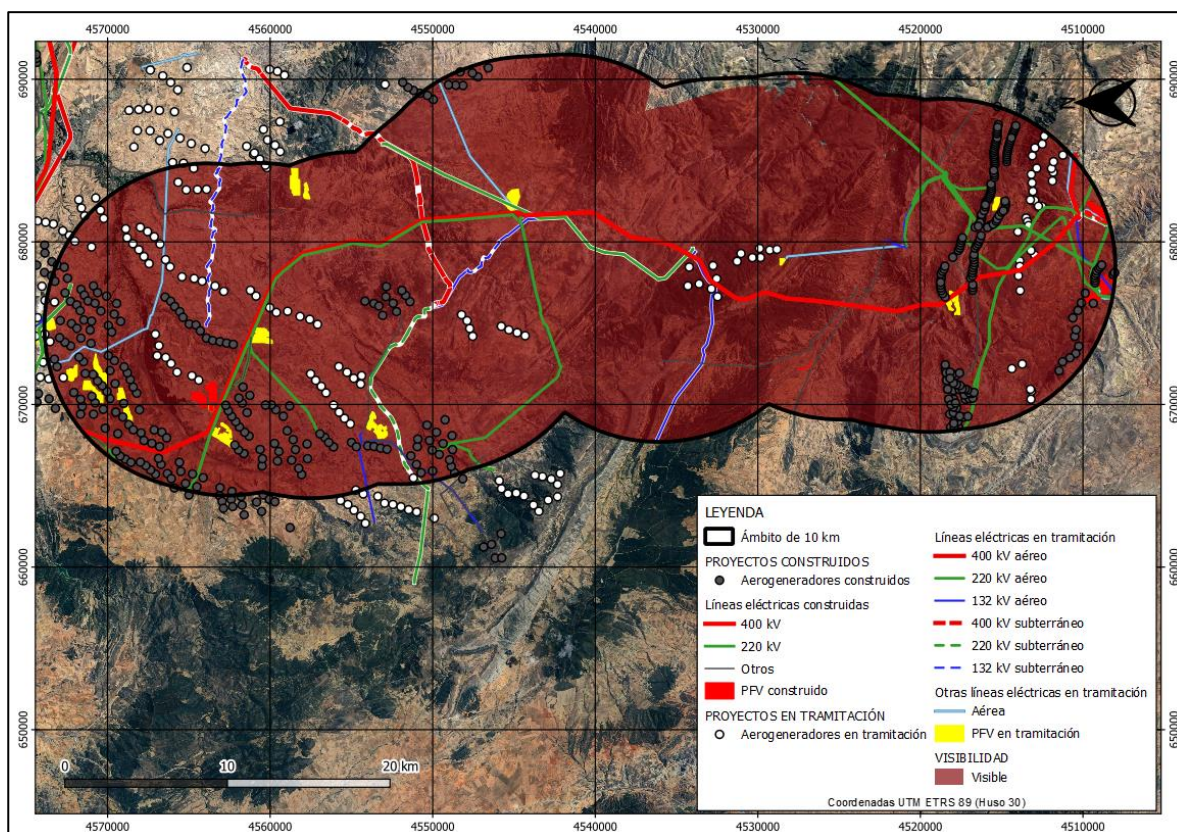 4570000 4560000 4550000 4540000 4530000 4520000 4510000
690000 690000
680000 680000
670000 670000
660000 660000
650000 650000
0 10 20 km
LEYENDA
Ámbito de 10 km
PROYECTOS CONSTRUIDOS
Aerogeneradores construidos
Líneas eléctricas construidas
400 kV
220 kV
Otros
PFV construido
PROYECTOS EN TRAMITACIÓN
Aerogeneradores en tramitación
Líneas eléctricas en tramitación
400 kV aéreo
220 kV aéreo
132 kV aéreo
400 kV subterráneo
220 kV subterráneo
132 kV subterráneo
Otras líneas eléctricas en tramitación
Aérea
PFV en tramitación
VISIBILIDAD
Visible
Coordenadas UTM ETRS 89 (Huso 30)
4570000 4560000 4550000 4540000 4530000 4520000 4510000